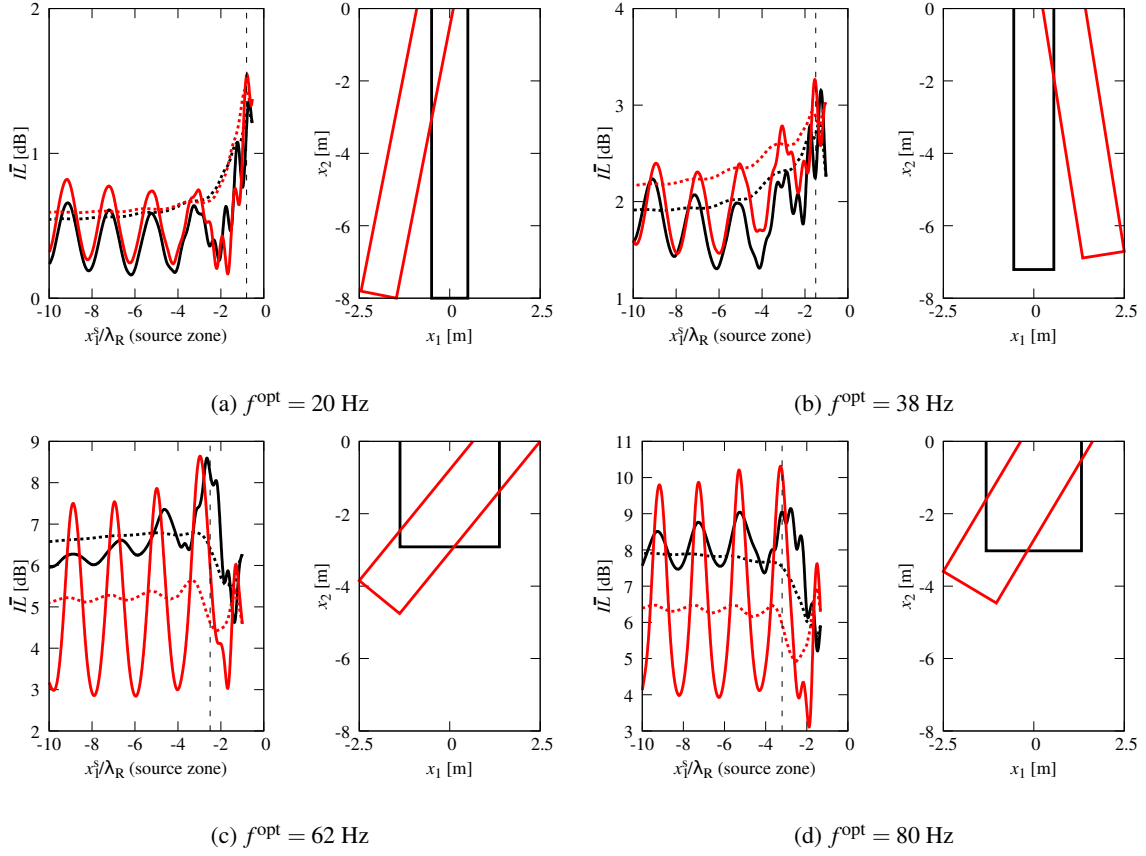 2
1
0
IL̄ [dB]
-10 -8 -6 -4 -2 0
x₁ˢ/λ_R (source zone)
0
-2
-4
-6
-8
x₂ [m]
-2.5 0 2.5
x₁ [m]
4
3
2
1
IL̄ [dB]
-10 -8 -6 -4 -2 0
x₁ˢ/λ_R (source zone)
0
-2
-4
-6
-8
x₂ [m]
-2.5 0 2.5
x₁ [m]
(a) f^opt = 20 Hz
(b) f^opt = 38 Hz
9
8
7
6
5
4
3
2
IL̄ [dB]
-10 -8 -6 -4 -2 0
x₁ˢ/λ_R (source zone)
0
-2
-4
-6
-8
x₂ [m]
-2.5 0 2.5
x₁ [m]
11
10
9
8
7
6
5
4
3
IL̄ [dB]
-10 -8 -6 -4 -2 0
x₁ˢ/λ_R (source zone)
0
-2
-4
-6
-8
x₂ [m]
-2.5 0 2.5
x₁ [m]
(c) f^opt = 62 Hz
(d) f^opt = 80 Hz